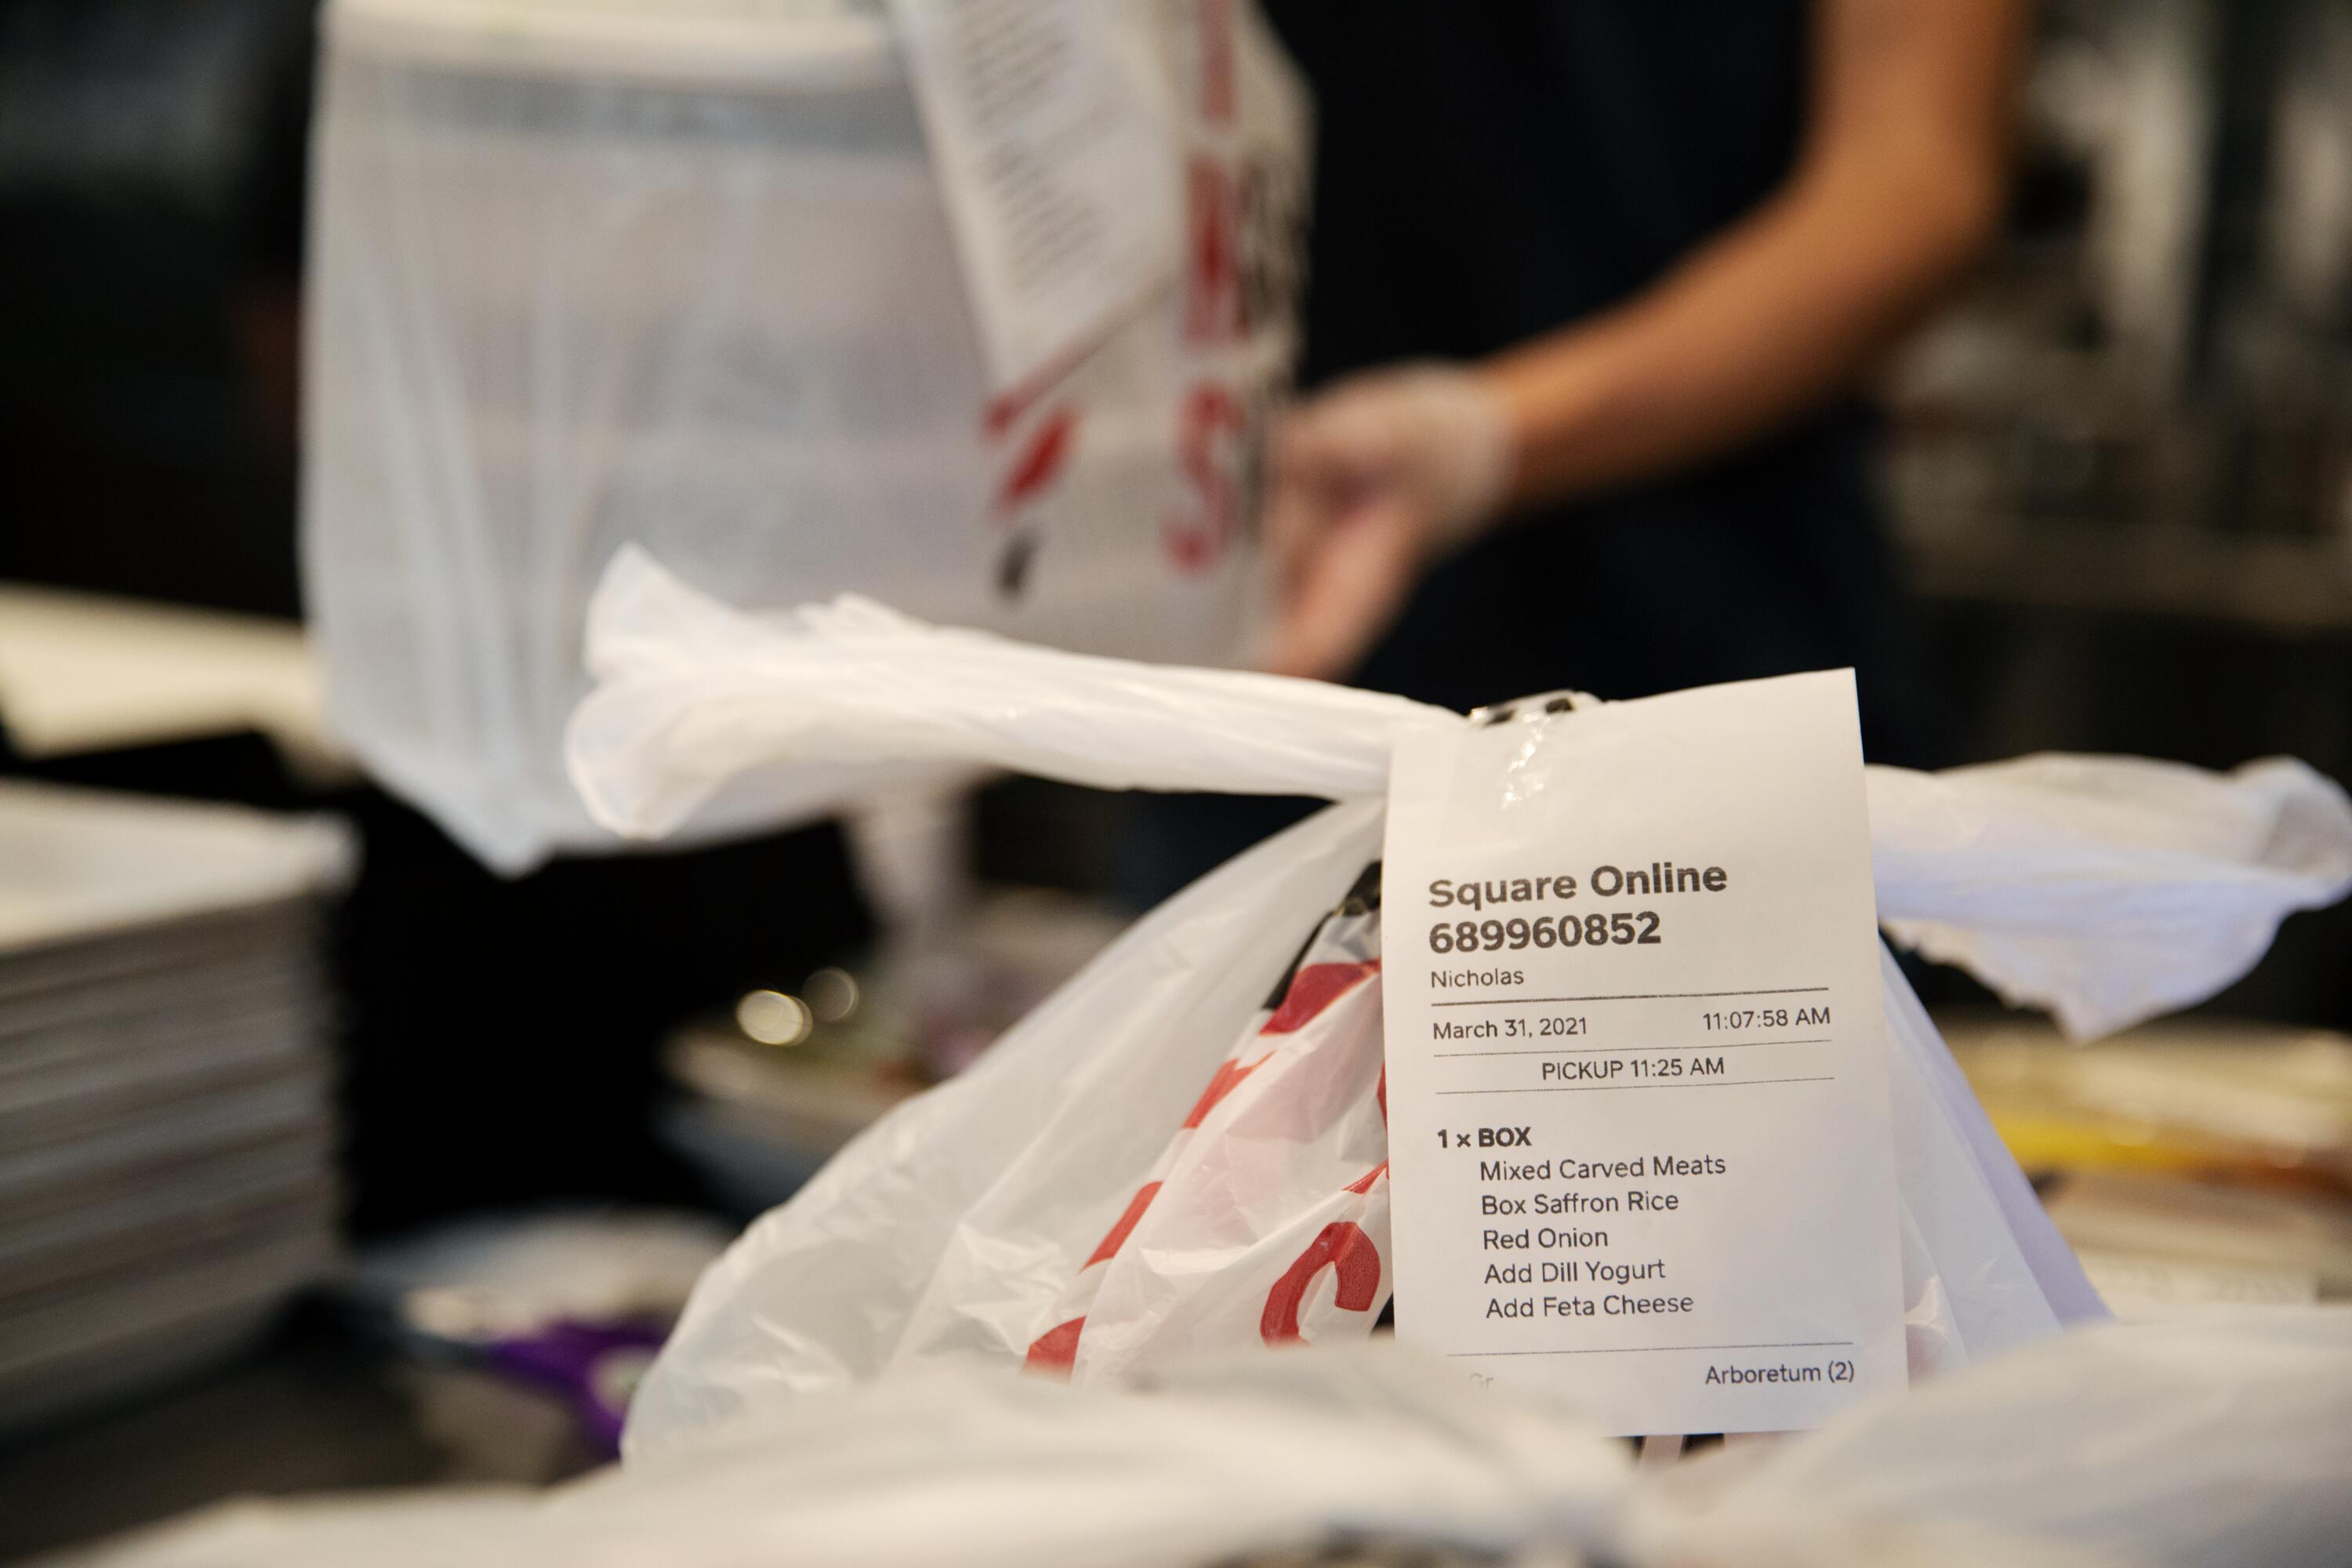 Square Online
689960852
Nicholas
March 31, 2021 11:07:58 AM
PICKUP 11:25 AM
1 × BOX
Mixed Carved Meats
Box Saffron Rice
Red Onion
Add Dill Yogurt
Add Feta Cheese
Arboretum (2)